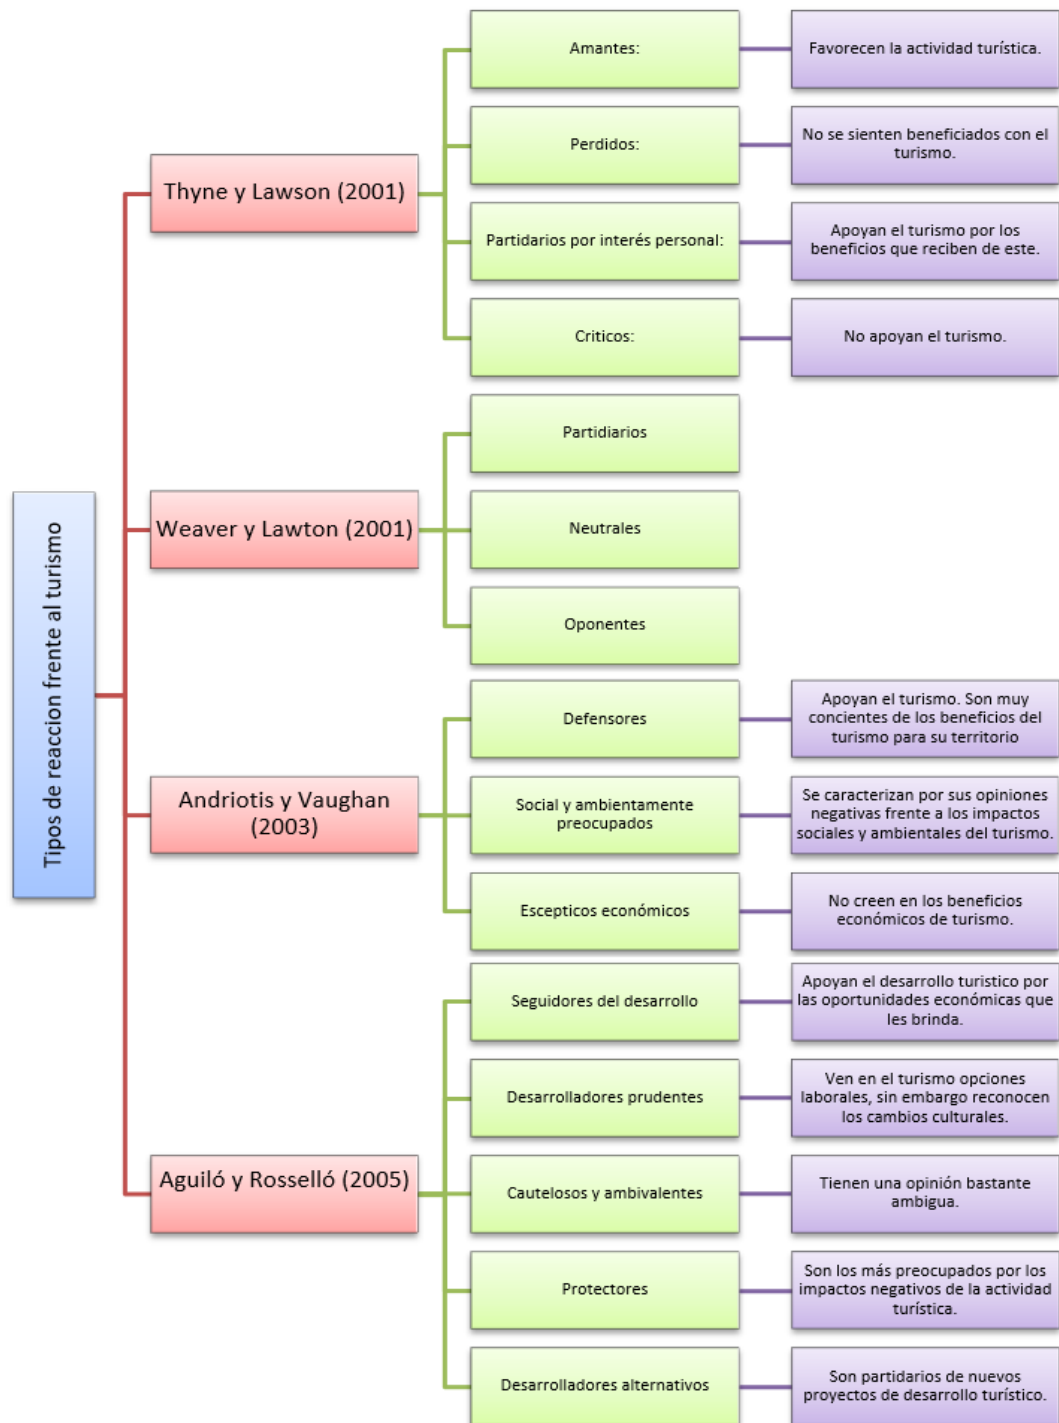 Tipos de reaccion frente al turismo
Thyne y Lawson (2001)
Amantes:
Favorecen la actividad turística.
Perdidos:
No se sienten beneficiados con el
turismo.
Partidarios por interés personal:
Apoyan el turismo por los
beneficios que reciben de este.
Criticos:
No apoyan el turismo.
Weaver y Lawton (2001)
Partidiarios
Neutrales
Oponentes
Andriotis y Vaughan
(2003)
Defensores
Apoyan el turismo. Son muy
concientes de los beneficios del
turismo para su territorio
Social y ambientamente
preocupados
Se caracterizan por sus opiniones
negativas frente a los impactos
sociales y ambientales del turismo.
Escepticos económicos
No creen en los beneficios
económicos de turismo.
Aguiló y Rosselló (2005)
Seguidores del desarrollo
Apoyan el desarrollo turistico por
las oportunidades económicas que
les brinda.
Desarrolladores prudentes
Ven en el turismo opciones
laborales, sin embargo reconocen
los cambios culturales.
Cautelosos y ambivalentes
Tienen una opinión bastante
ambigua.
Protectores
Son los más preocupados por los
impactos negativos de la actividad
turística.
Desarrolladores alternativos
Son partidarios de nuevos
proyectos de desarrollo turístico.